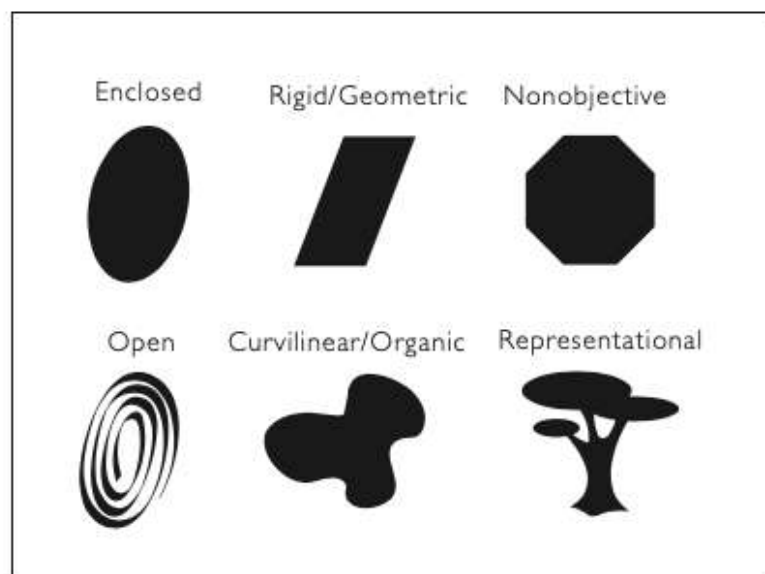 Enclosed
Rigid/Geometric
Nonobjective
Open
Curvilinear/Organic
Representational